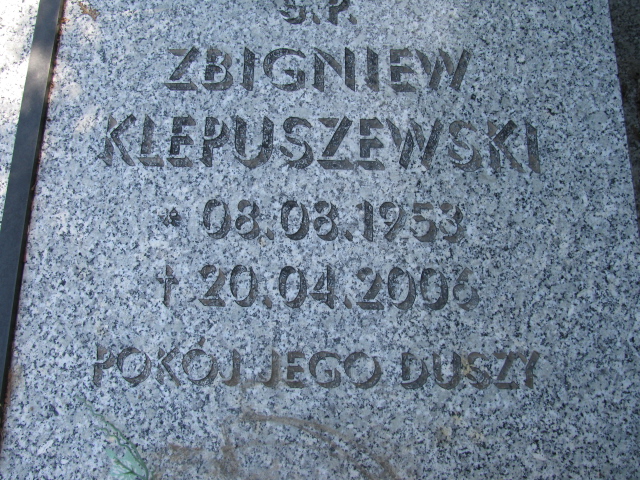 Ś.P.
ZBIGNIEW
KLEPUSZEWSKI
* 08.08.1953
† 20.04.2006
POKÓJ JEGO DUSZY